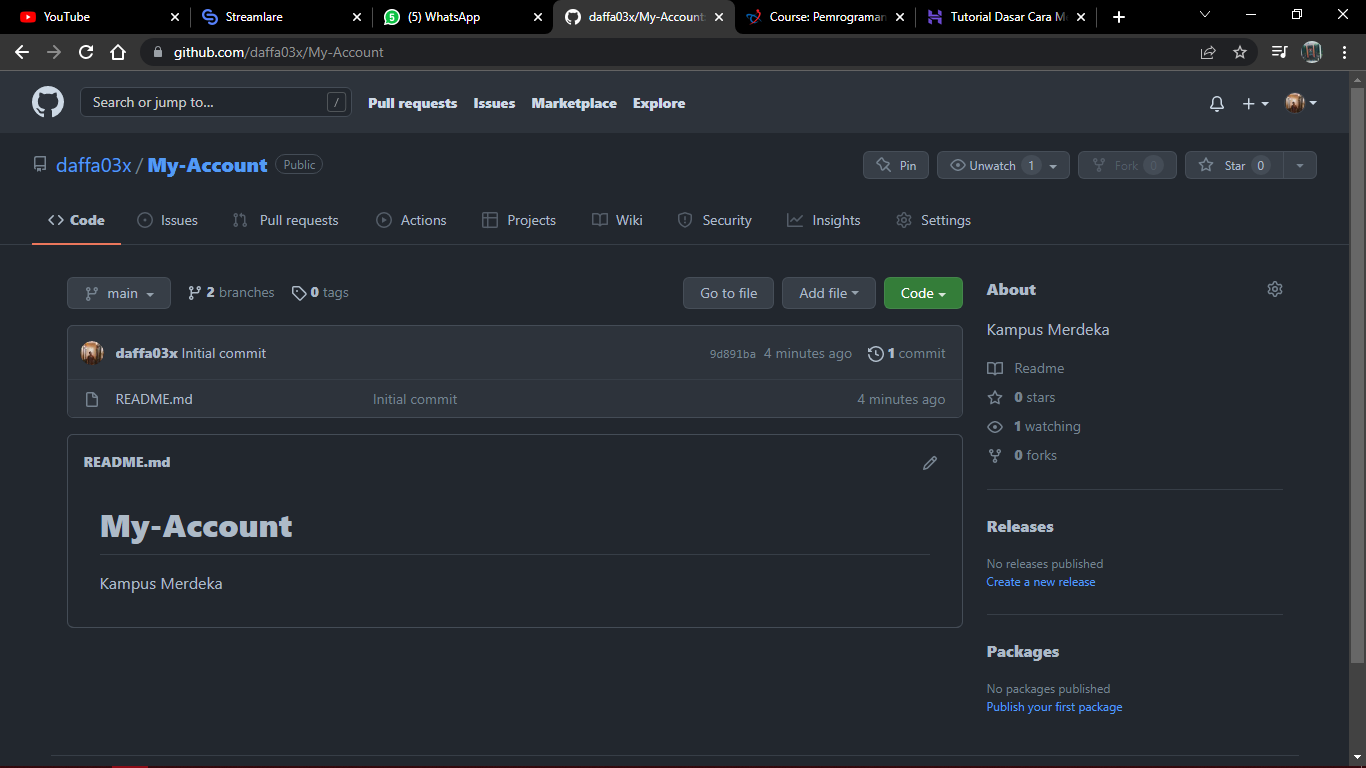 YouTube
Streamlare
(5) WhatsApp
daffa03x/My-Account:
Course: Pemrograman
Tutorial Dasar Cara M
github.com/daffa03x/My-Account
Search or jump to... /
Pull requests Issues Marketplace Explore
daffa03x / My-Account Public
Pin Unwatch 1 Fork 0 Star 0
Code Issues Pull requests Actions Projects Wiki Security Insights Settings
main 2 branches 0 tags Go to file Add file Code
daffa03x Initial commit 9d891ba 4 minutes ago 1 commit
README.md Initial commit 4 minutes ago
README.md
My-Account
Kampus Merdeka
About
Kampus Merdeka
Readme
0 stars
1 watching
0 forks
Releases
No releases published
Create a new release
Packages
No packages published
Publish your first package